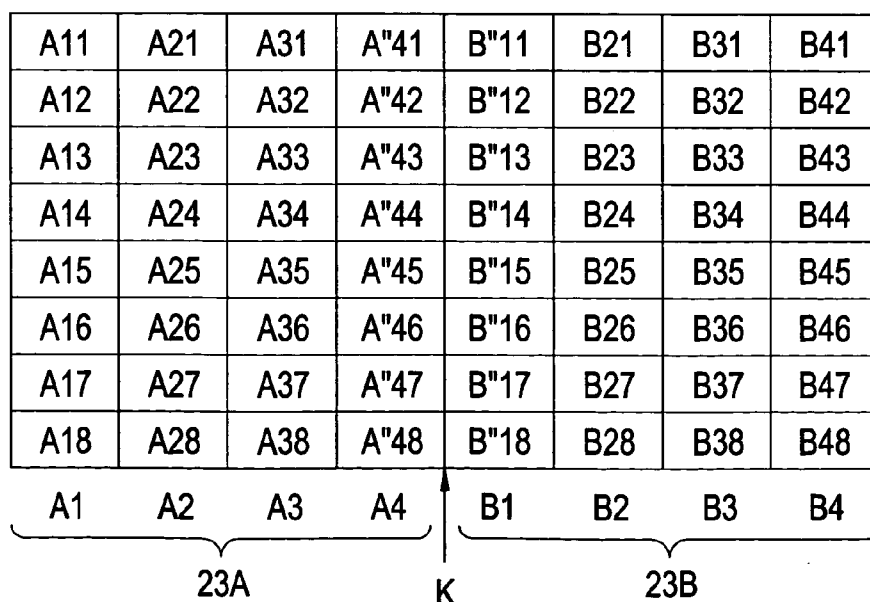 A11 A21 A31 A"41 B"11 B21 B31 B41
A12 A22 A32 A"42 B"12 B22 B32 B42
A13 A23 A33 A"43 B"13 B23 B33 B43
A14 A24 A34 A"44 B"14 B24 B34 B44
A15 A25 A35 A"45 B"15 B25 B35 B45
A16 A26 A36 A"46 B"16 B26 B36 B46
A17 A27 A37 A"47 B"17 B27 B37 B47
A18 A28 A38 A"48 B"18 B28 B38 B48
A1 A2 A3 A4 B1 B2 B3 B4
23A K 23B